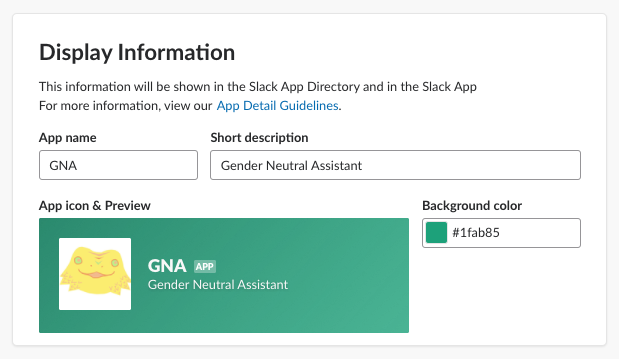 Display Information
This information will be shown in the Slack App Directory and in the Slack App
For more information, view our App Detail Guidelines.
App name
Short description
GNA
Gender Neutral Assistant
App icon & Preview
Background color
GNA APP
Gender Neutral Assistant
#1fab85